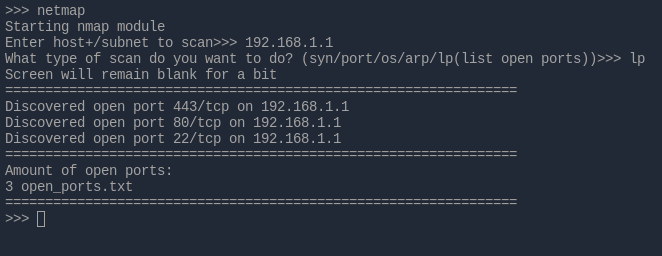 >>> netmap
Starting nmap module
Enter host+/subnet to scan>>> 192.168.1.1
What type of scan do you want to do? (syn/port/os/arp/lp(list open ports))>>> lp
Screen will remain blank for a bit
================================================================
Discovered open port 443/tcp on 192.168.1.1
Discovered open port 80/tcp on 192.168.1.1
Discovered open port 22/tcp on 192.168.1.1
================================================================
Amount of open ports:
3 open_ports.txt
================================================================
>>>